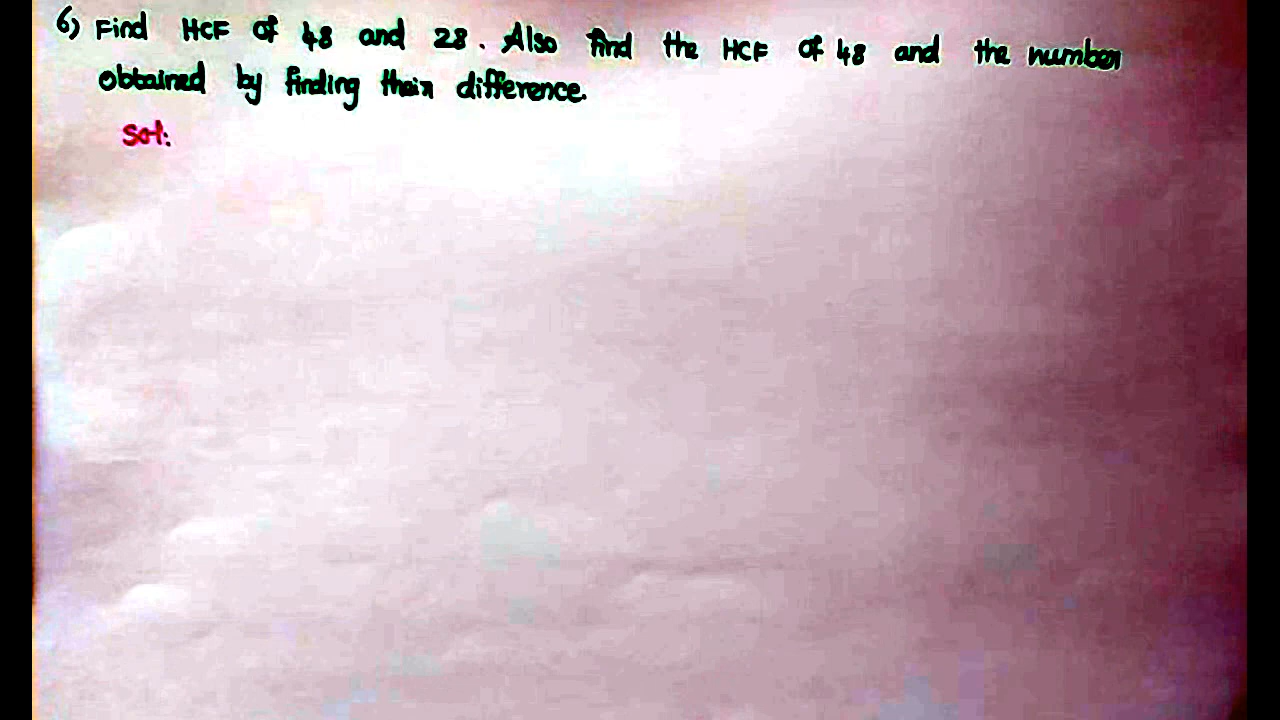 6) Find HCF of 48 and 28. Also find the HCF of 48 and the number
obtained by finding their difference.
Sol: